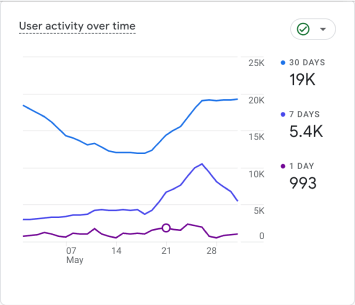 User activity over time
25K
20K
15K
10K
5K
0
07
May
14
21
28
30 DAYS
19K
7 DAYS
5.4K
1 DAY
993